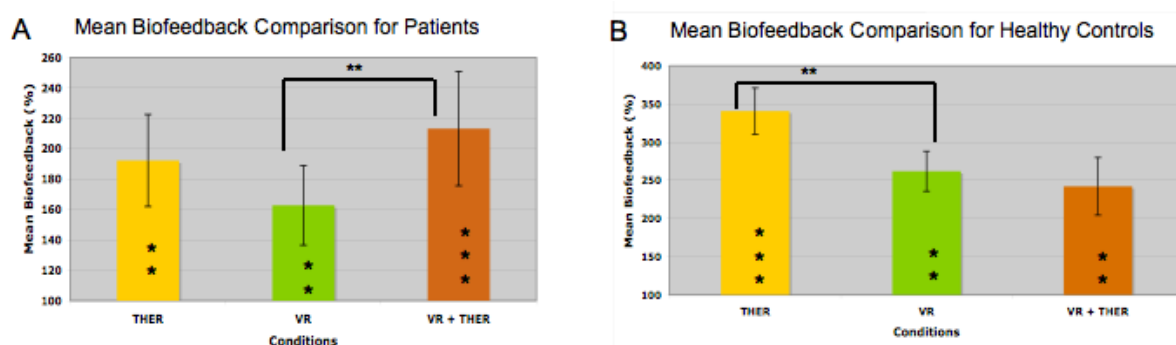 A
Mean Biofeedback Comparison for Patients
Mean Biofeedback (%)
260
240
220
200
180
160
140
120
100
**
**
**
***
THER
VR
VR + THER
Conditions
B
Mean Biofeedback Comparison for Healthy Controls
Mean Biofeedback (%)
400
350
300
250
200
150
100
**
***
**
**
THER
VR
VR + THER
Conditions